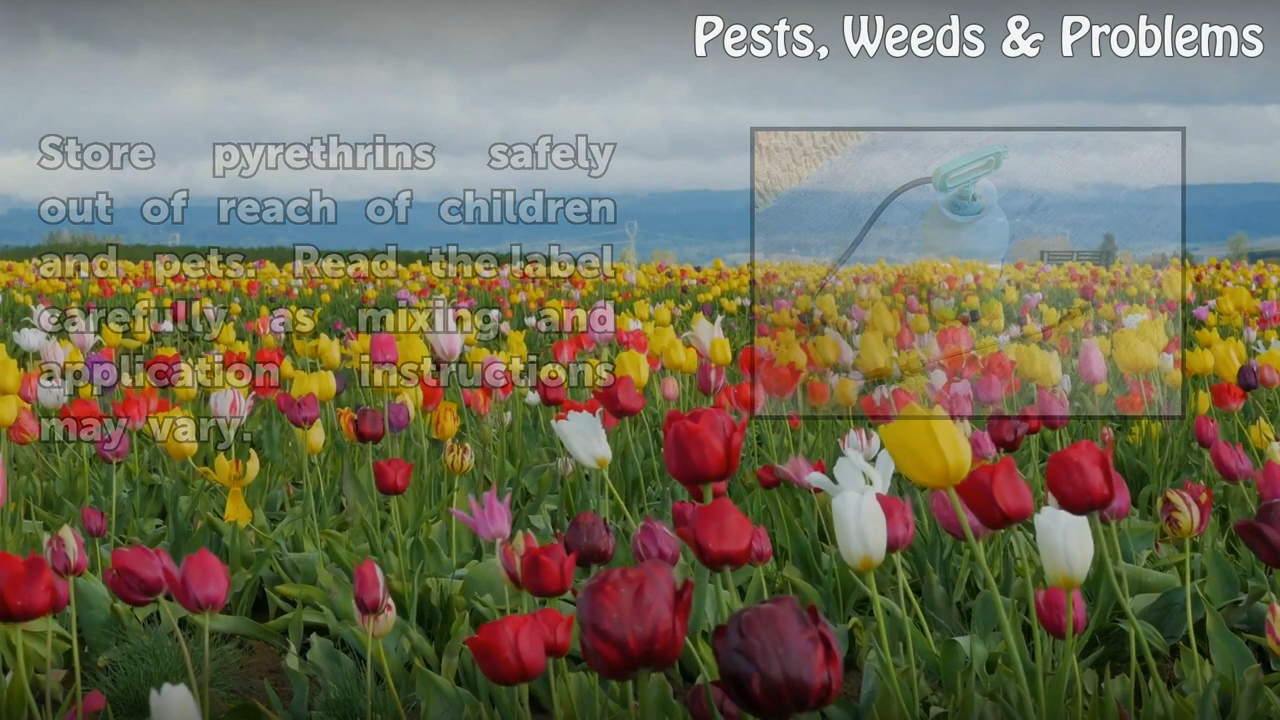 Pests, Weeds & Problems
Store pyrethrins safely
out of reach of children
and pets. Read the label
carefully as mixing and
application instructions
may vary.